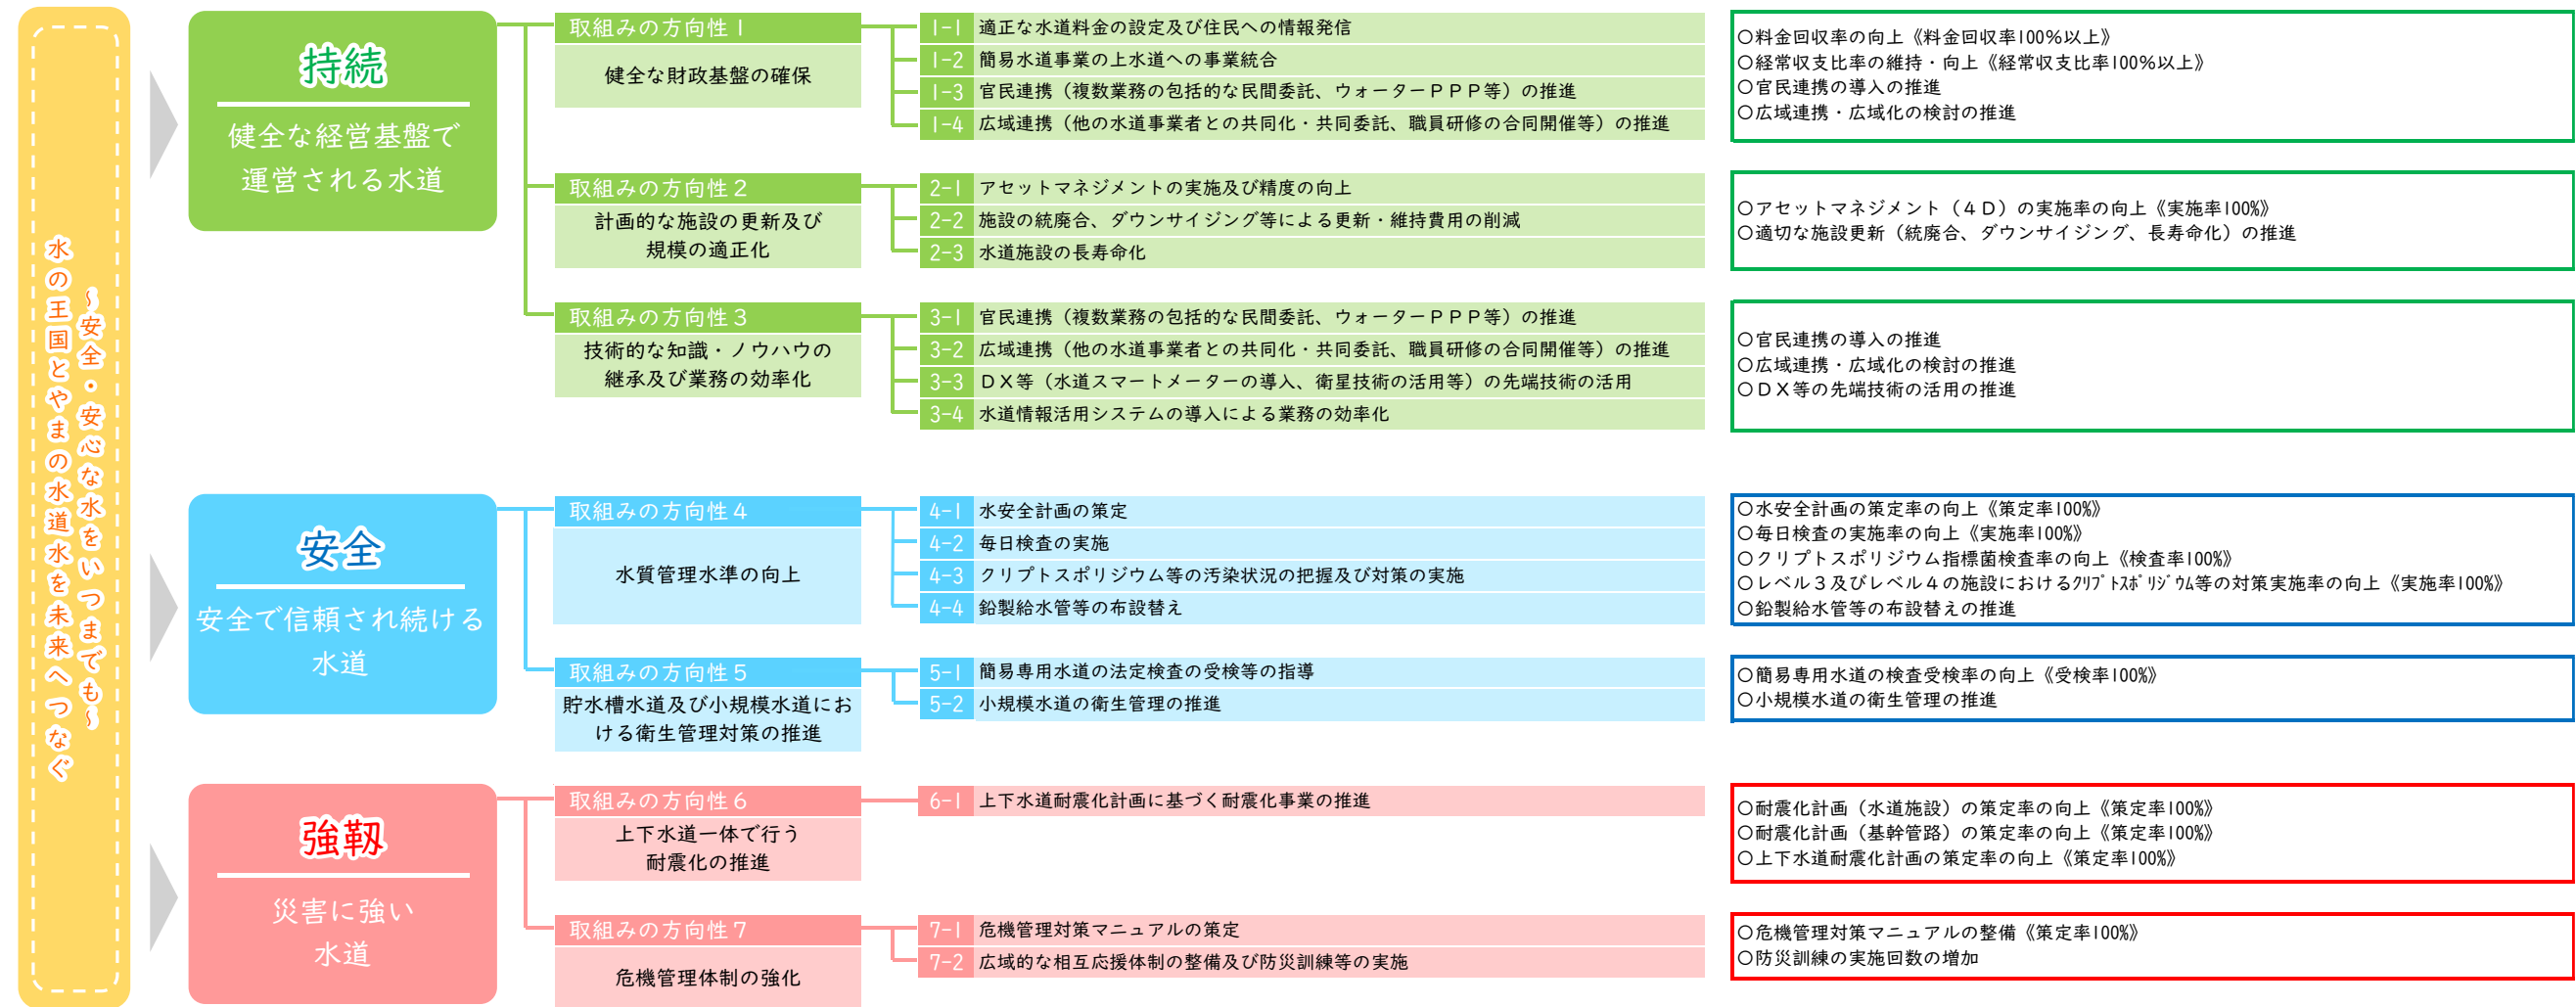 水の王国とやまの水道水を未来へつなぐ
～安全・安心な水をいつまでも～
持続
健全な経営基盤で
運営される水道
取組みの方向性１
健全な財政基盤の確保
1-1 適正な水道料金の設定及び住民への情報発信
1-2 簡易水道事業の上水道への事業統合
1-3 官民連携（複数業務の包括的な民間委託、ウォーターＰＰＰ等）の推進
1-4 広域連携（他の水道事業者との共同化・共同委託、職員研修の合同開催等）の推進
○料金回収率の向上《料金回収率100％以上》
○経常収支比率の維持・向上《経常収支比率100％以上》
○官民連携の導入の推進
○広域連携・広域化の検討の推進
取組みの方向性２
計画的な施設の更新及び
規模の適正化
2-1 アセットマネジメントの実施及び精度の向上
2-2 施設の統廃合、ダウンサイジング等による更新・維持費用の削減
2-3 水道施設の長寿命化
○アセットマネジメント（４Ｄ）の実施率の向上《実施率100%》
○適切な施設更新（統廃合、ダウンサイジング、長寿命化）の推進
取組みの方向性３
技術的な知識・ノウハウの
継承及び業務の効率化
3-1 官民連携（複数業務の包括的な民間委託、ウォーターＰＰＰ等）の推進
3-2 広域連携（他の水道事業者との共同化・共同委託、職員研修の合同開催等）の推進
3-3 ＤＸ等（水道スマートメーターの導入、衛星技術の活用等）の先端技術の活用
3-4 水道情報活用システムの導入による業務の効率化
○官民連携の導入の推進
○広域連携・広域化の検討の推進
○ＤＸ等の先端技術の活用の推進
安全
安全で信頼され続ける
水道
取組みの方向性４
水質管理水準の向上
4-1 水安全計画の策定
4-2 毎日検査の実施
4-3 クリプトスポリジウム等の汚染状況の把握及び対策の実施
4-4 鉛製給水管等の布設替え
○水安全計画の策定率の向上《策定率100%》
○毎日検査の実施率の向上《実施率100%》
○クリプトスポリジウム指標菌検査率の向上《検査率100%》
○レベル３及びレベル４の施設におけるｸﾘﾌﾟﾄｽﾎﾟﾘｼﾞｳﾑ等の対策実施率の向上《実施率100%》
○鉛製給水管等の布設替えの推進
取組みの方向性５
貯水槽水道及び小規模水道にお
ける衛生管理対策の推進
5-1 簡易専用水道の法定検査の受検等の指導
5-2 小規模水道の衛生管理の推進
○簡易専用水道の検査受検率の向上《受検率100%》
○小規模水道の衛生管理の推進
強靱
災害に強い
水道
取組みの方向性６
上下水道一体で行う
耐震化の推進
6-1 上下水道耐震化計画に基づく耐震化事業の推進
○耐震化計画（水道施設）の策定率の向上《策定率100%》
○耐震化計画（基幹管路）の策定率の向上《策定率100%》
○上下水道耐震化計画の策定率の向上《策定率100%》
取組みの方向性７
危機管理体制の強化
7-1 危機管理対策マニュアルの策定
7-2 広域的な相互応援体制の整備及び防災訓練等の実施
○危機管理対策マニュアルの整備《策定率100%》
○防災訓練の実施回数の増加